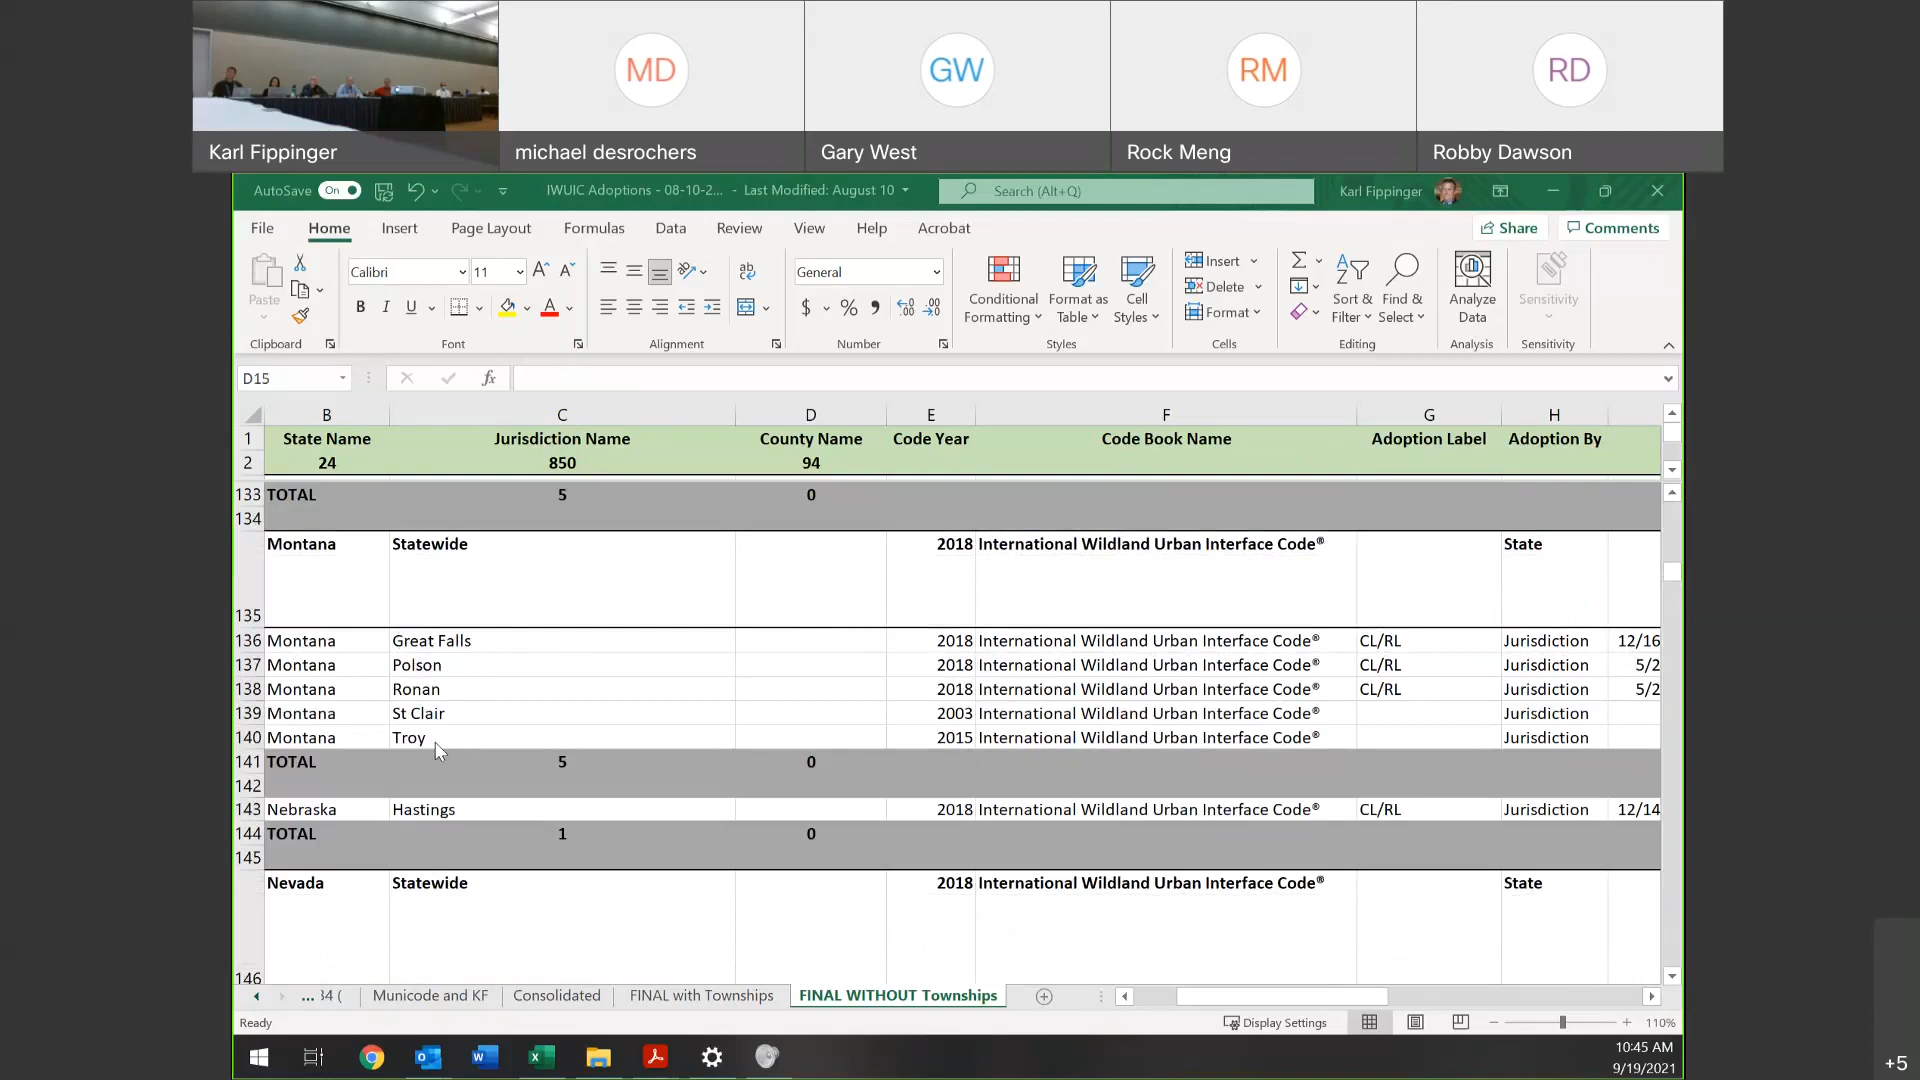 MD GW RM RD
Karl Fippinger michael desrochers Gary West Rock Meng Robby Dawson
AutoSave On IWUIC Adoptions - 08-10-2... - Last Modified: August 10 Search (Alt+Q) Karl Fippinger
File Home Insert Page Layout Formulas Data Review View Help Acrobat Share Comments
Paste Calibri 11 General Conditional Formatting Format as Table Cell Styles Insert Delete Format Sort & Filter Find & Select Analyze Data Sensitivity
Clipboard Font Alignment Number Styles Cells Editing Analysis Sensitivity
D15 fx
B C D E F G H
1 State Name Jurisdiction Name County Name Code Year Code Book Name Adoption Label Adoption By
2 24 850 94
133 TOTAL 5 0
134
135 Montana Statewide 2018 International Wildland Urban Interface Code® State
136 Montana Great Falls 2018 International Wildland Urban Interface Code® CL/RL Jurisdiction 12/16
137 Montana Polson 2018 International Wildland Urban Interface Code® CL/RL Jurisdiction 5/2
138 Montana Ronan 2018 International Wildland Urban Interface Code® CL/RL Jurisdiction 5/2
139 Montana St Clair 2003 International Wildland Urban Interface Code® Jurisdiction
140 Montana Troy 2015 International Wildland Urban Interface Code® Jurisdiction
141 TOTAL 5 0
142
143 Nebraska Hastings 2018 International Wildland Urban Interface Code® CL/RL Jurisdiction 12/14
144 TOTAL 1 0
145
146 Nevada Statewide 2018 International Wildland Urban Interface Code® State
... 34 ( Municode and KF Consolidated FINAL with Townships FINAL WITHOUT Townships
Ready Display Settings 110%
10:45 AM
9/19/2021
+5